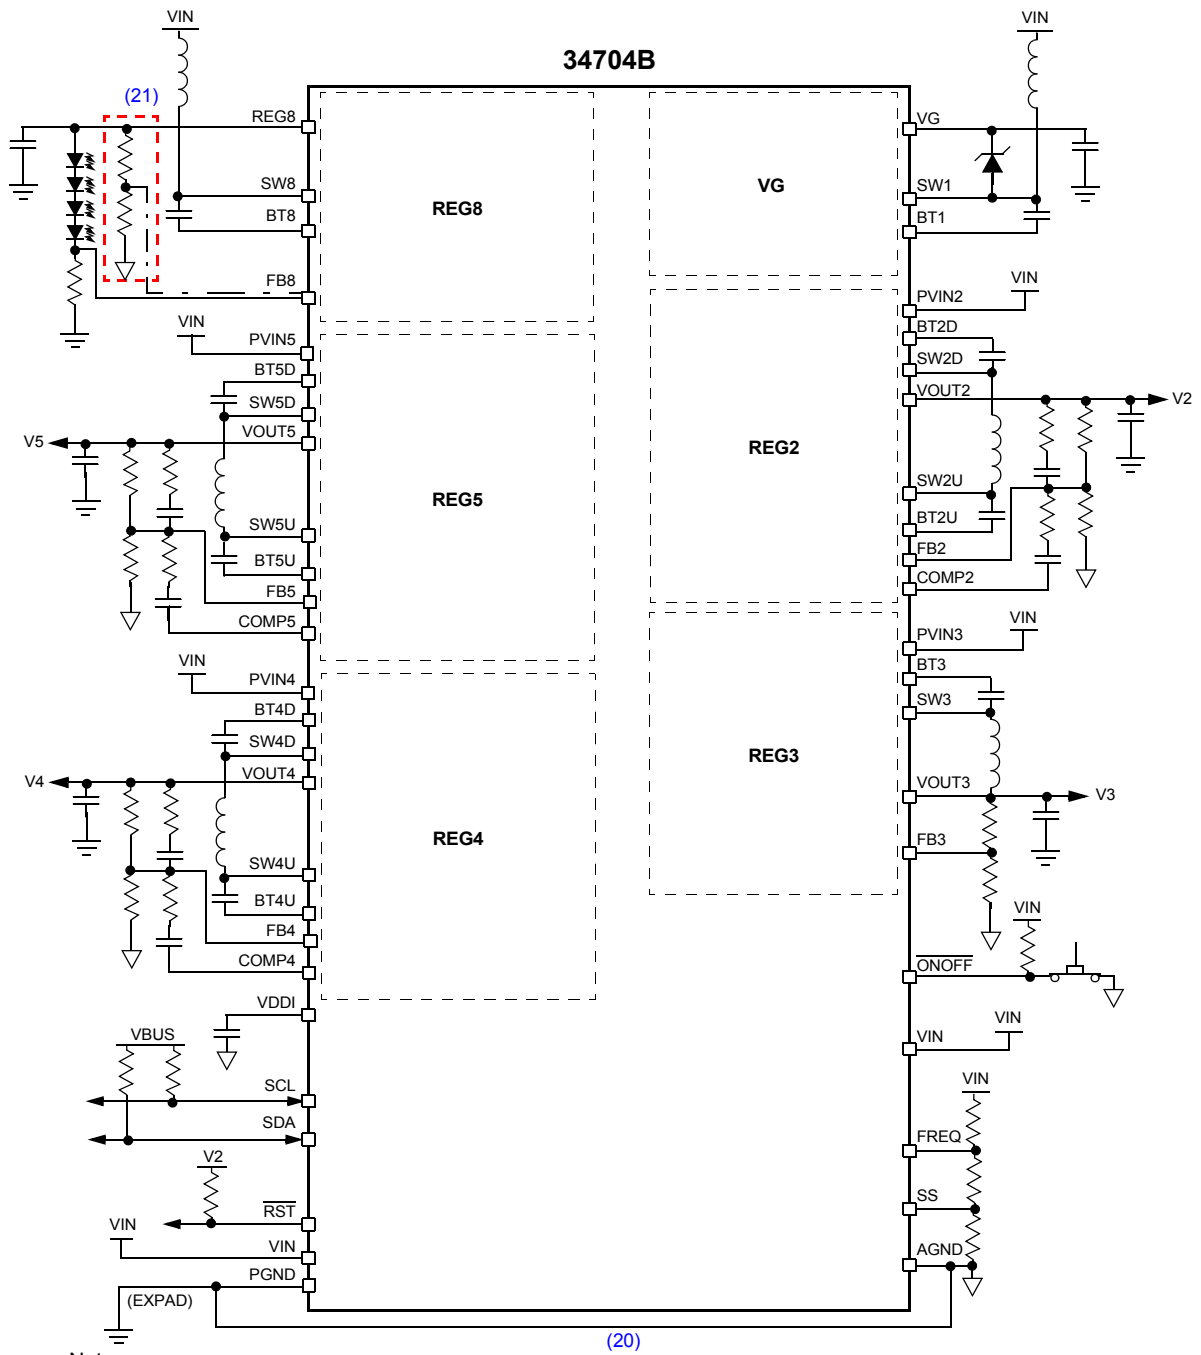 VIN
VIN
34704B
(21)
REG8
SW8
BT8
FB8
REG8
VG
VG
SW1
BT1
VIN
PVIN5
BT5D
SW5D
VOUT5
V5
SW5U
BT5U
FB5
COMP5
REG5
VIN
PVIN2
BT2D
SW2D
VOUT2
V2
SW2U
BT2U
FB2
COMP2
REG2
VIN
PVIN4
BT4D
SW4D
VOUT4
V4
SW4U
BT4U
FB4
COMP4
REG4
VIN
PVIN3
BT3
SW3
VOUT3
V3
FB3
REG3
VIN
ONOFF
VDDI
VBUS
SCL
SDA
V2
RST
VIN
VIN
PGND
(EXPAD)
VIN
VIN
VIN
FREQ
SS
AGND
(20)